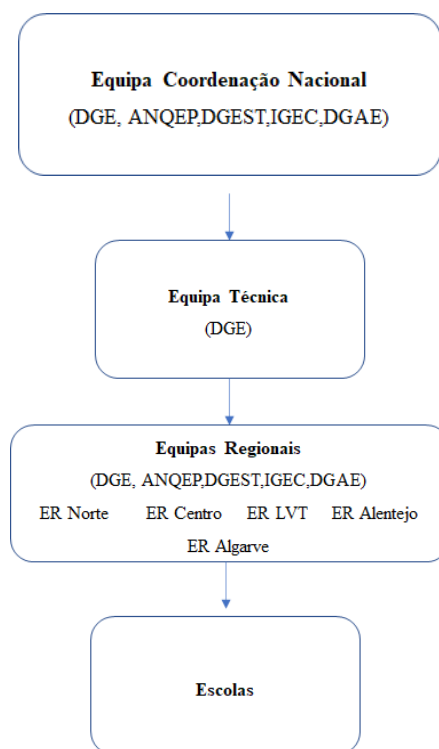 Equipa Coordenação Nacional
(DGE, ANQEP,DGEST,IGEC,DGAE)
Equipa Técnica
(DGE)
Equipas Regionais
(DGE, ANQEP,DGEST,IGEC,DGAE)
ER Norte ER Centro ER LVT ER Alentejo
ER Algarve
Escolas